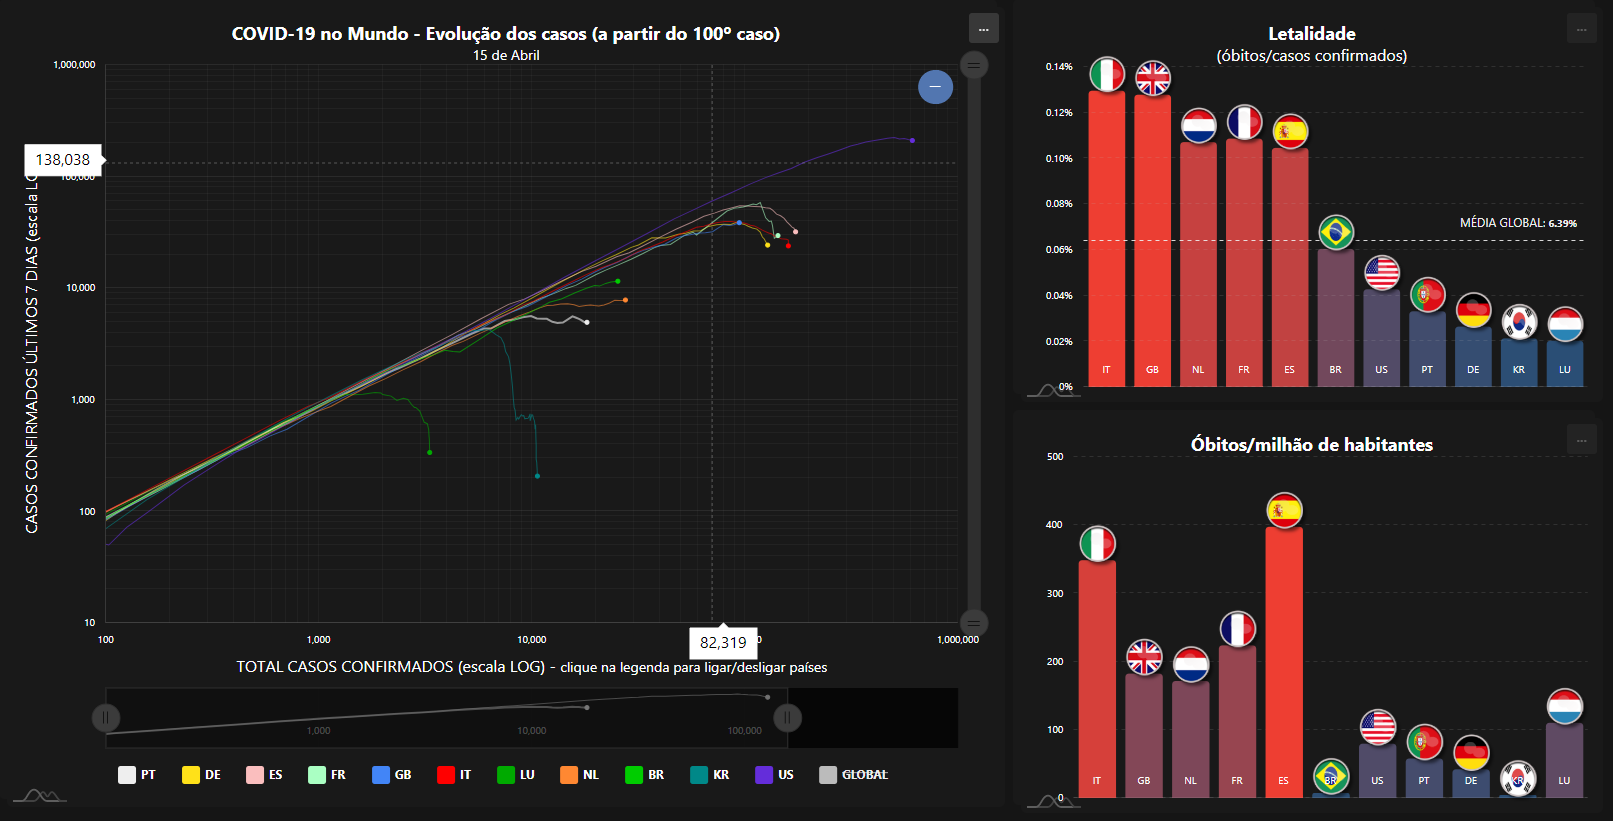 COVID-19 no Mundo - Evolução dos casos (a partir do 100º caso)
15 de Abril
...
1,000,000
138,038
100,000
10,000
1,000
100
10
CASOS CONFIRMADOS ÚLTIMOS 7 DIAS (escala LO
100
1,000
10,000
82,319
1,000,000
TOTAL CASOS CONFIRMADOS (escala LOG) - clique na legenda para ligar/desligar países
1,000
10,000
100,000
PT
DE
ES
FR
GB
IT
LU
NL
BR
KR
US
GLOBAL
Letalidade
(óbitos/casos confirmados)
...
0.14%
0.12%
0.10%
0.08%
0.06%
0.04%
0.02%
0%
MÉDIA GLOBAL: 6.39%
IT
GB
NL
FR
ES
BR
US
PT
DE
KR
LU
Óbitos/milhão de habitantes
...
500
400
300
200
100
0
IT
GB
NL
FR
ES
BR
US
PT
DE
KR
LU